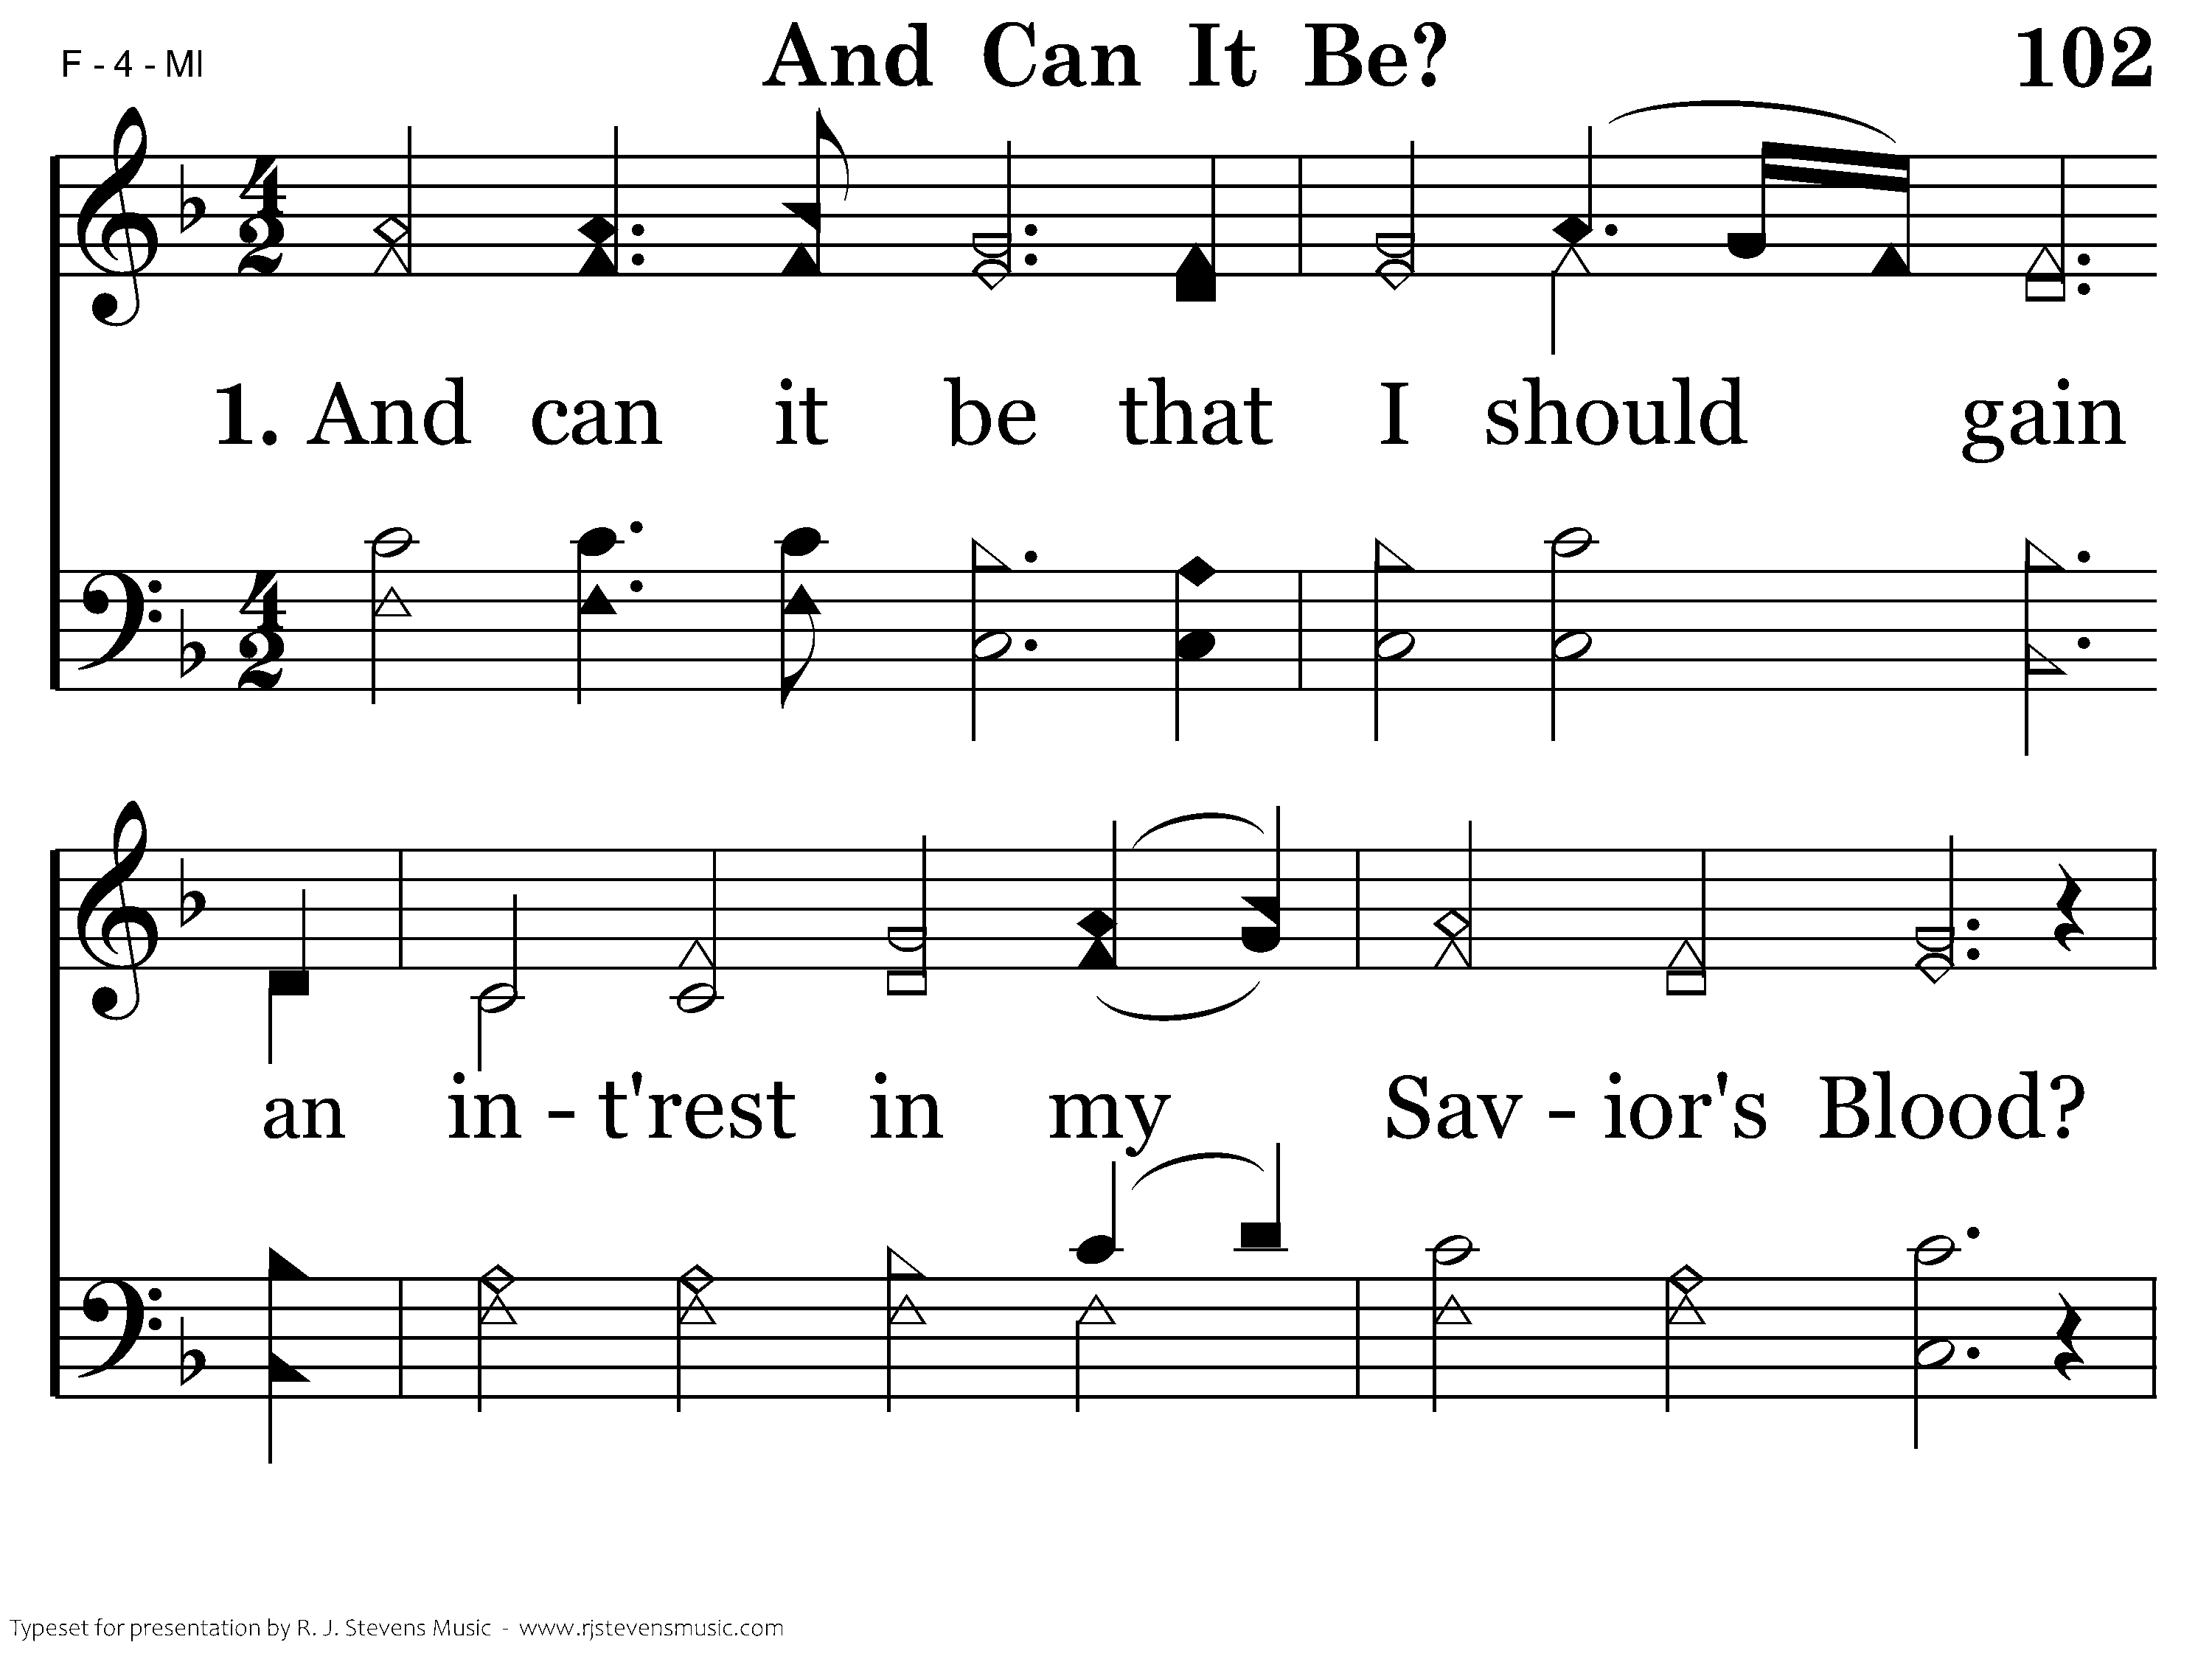 F - 4 - MI And Can It Be? 102
1. And can it be that I should gain
an in - t'rest in my Sav - ior's Blood?
Typeset for presentation by R. J. Stevens Music - www.rjstevensmusic.com